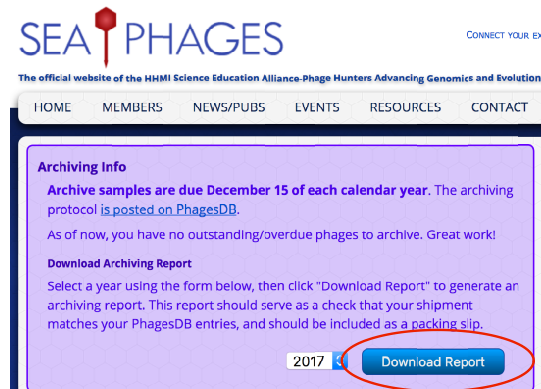 SEA PHAGES
CONNECT YOUR
The official website of the HHMI Science Education Alliance-Phage Hunters Advancing Genomics and Evolution
HOME MEMBERS NEWS/PUBS EVENTS RESOURCES CONTACT
Archiving Info
Archive samples are due December 15 of each calendar year. The archiving
protocol is posted on PhagesDB.
As of now, you have no outstanding/overdue phages to archive. Great work!
Download Archiving Report
Select a year using the form below, then click "Download Report" to generate an
archiving report. This report should serve as a check that your shipment
matches your PhagesDB entries, and should be included as a packing slip.
2017 Download Report